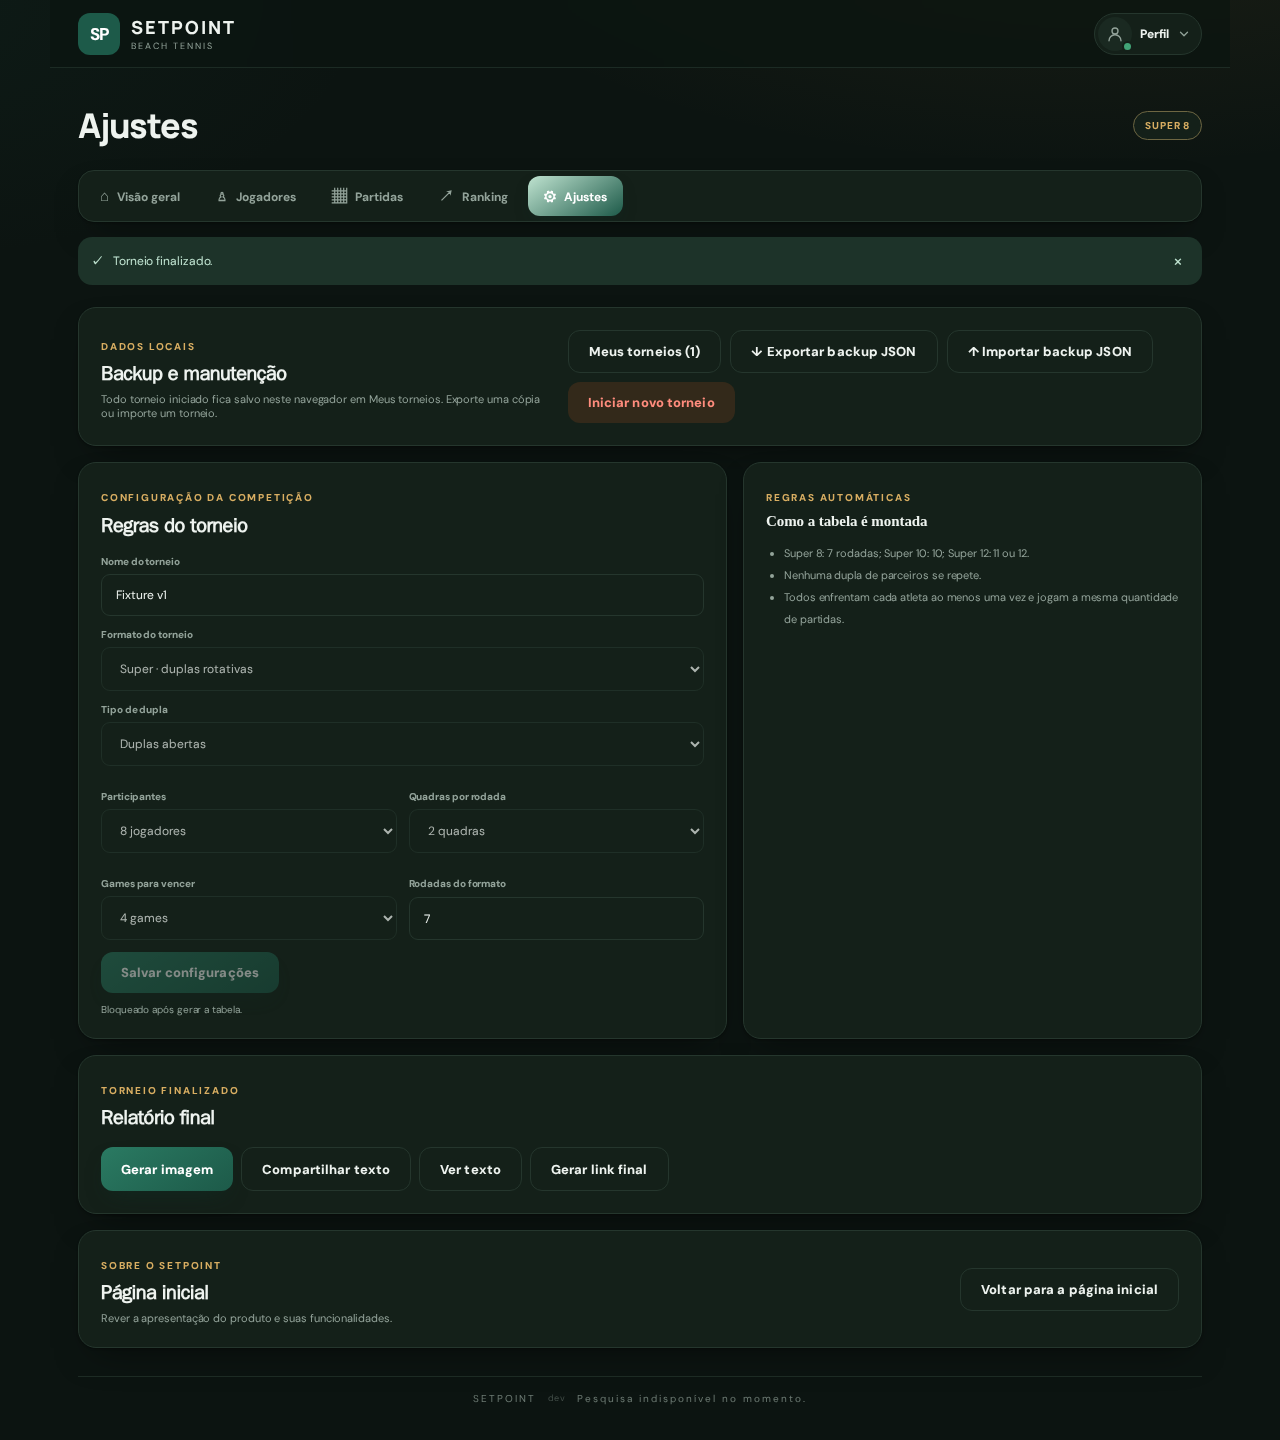 SP
SETPOINT
BEACH TENNIS
Perfil
Ajustes
SUPER 8
Visão geral
Jogadores
Partidas
Ranking
Ajustes
✓ Torneio finalizado. ×
DADOS LOCAIS
Backup e manutenção
Todo torneio iniciado fica salvo neste navegador em Meus torneios. Exporte uma cópia
ou importe um torneio.
Meus torneios (1)
↓ Exportar backup JSON
↑ Importar backup JSON
Iniciar novo torneio
CONFIGURAÇÃO DA COMPETIÇÃO
Regras do torneio
Nome do torneio
Fixture v1
Formato do torneio
Super · duplas rotativas
Tipo de dupla
Duplas abertas
Participantes
8 jogadores
Quadras por rodada
2 quadras
Games para vencer
4 games
Rodadas do formato
7
Salvar configurações
Bloqueado após gerar a tabela.
REGRAS AUTOMÁTICAS
Como a tabela é montada
• Super 8: 7 rodadas; Super 10: 10; Super 12: 11 ou 12.
• Nenhuma dupla de parceiros se repete.
• Todos enfrentam cada atleta ao menos uma vez e jogam a mesma quantidade
de partidas.
TORNEIO FINALIZADO
Relatório final
Gerar imagem
Compartilhar texto
Ver texto
Gerar link final
SOBRE O SETPOINT
Página inicial
Rever a apresentação do produto e suas funcionalidades.
Voltar para a página inicial
SETPOINT dev Pesquisa indisponível no momento.